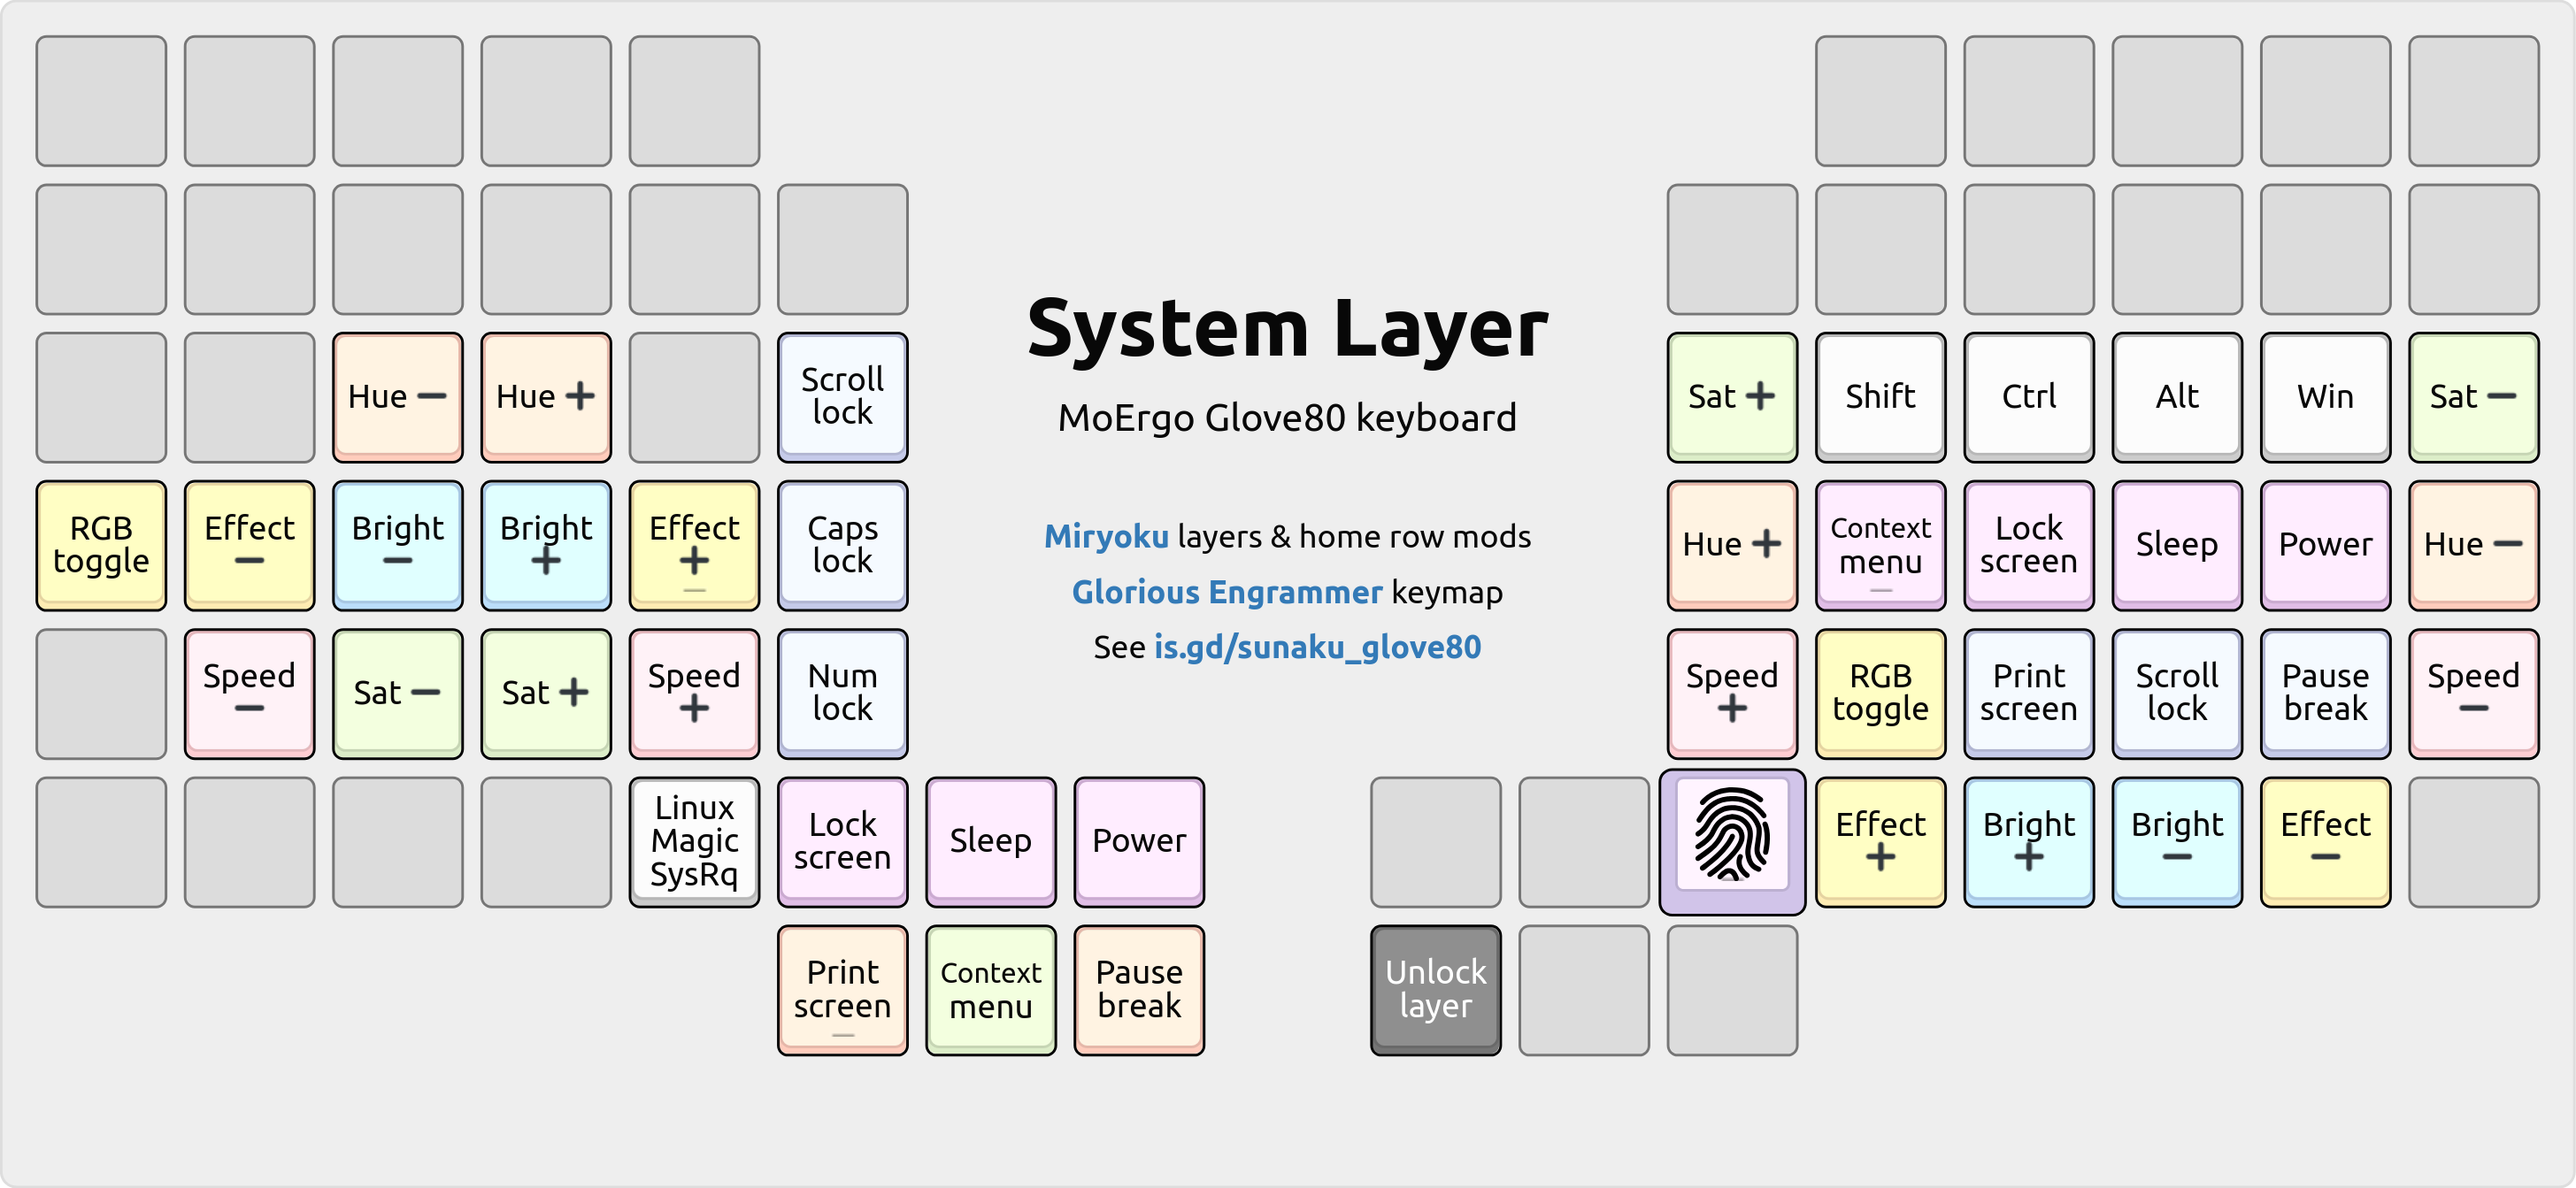 System Layer
MoErgo Glove80 keyboard
Miryoku layers & home row mods
Glorious Engrammer keymap
See is.gd/sunaku_glove80
Hue −
Hue +
Scroll
lock
RGB
toggle
Effect
−
Bright
−
Bright
+
Effect
+
Caps
lock
Speed
−
Sat −
Sat +
Speed
+
Num
lock
Linux
Magic
SysRq
Lock
screen
Sleep
Power
Print
screen
Context
menu
Pause
break
Sat +
Shift
Ctrl
Alt
Win
Sat −
Hue +
Context
menu
Lock
screen
Sleep
Power
Hue −
Speed
+
RGB
toggle
Print
screen
Scroll
lock
Pause
break
Speed
−
Effect
+
Bright
+
Bright
−
Effect
−
Unlock
layer